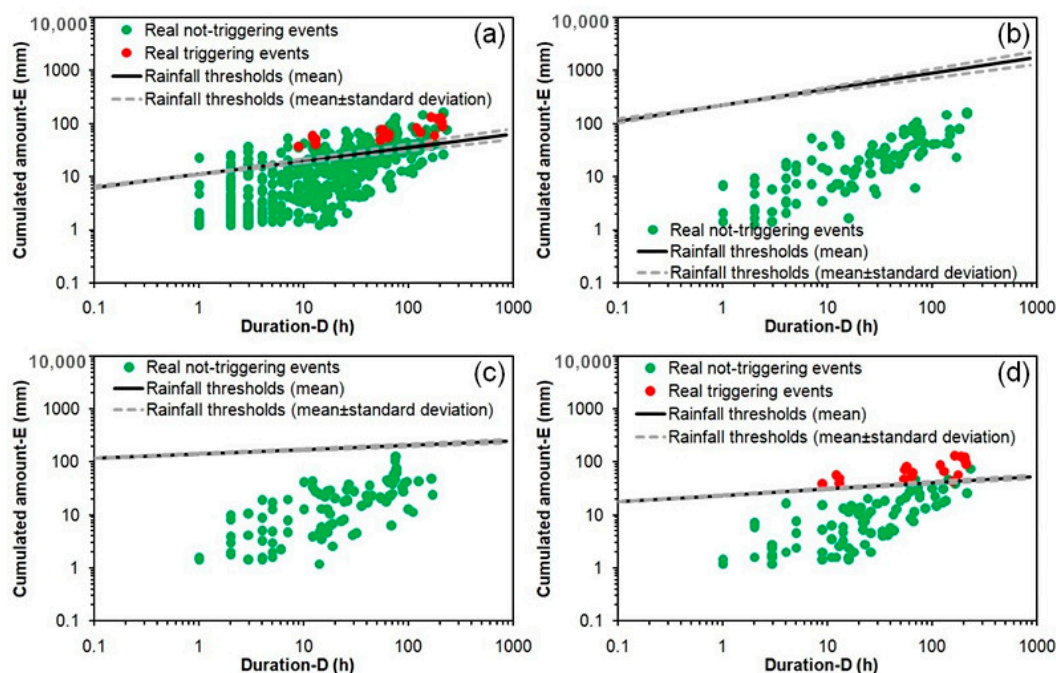 10,000
1000
100
10
1
0.1
Cumulated amount-E (mm)
Real not-triggering events
Real triggering events
Rainfall thresholds (mean)
Rainfall thresholds (mean±standard deviation)
(a)
0.1 1 10 100 1000
Duration-D (h)
10,000
1000
100
10
1
0.1
Cumulated amount-E (mm)
(b)
Real not-triggering events
Rainfall thresholds (mean)
Rainfall thresholds (mean±standard deviation)
0.1 1 10 100 1000
Duration-D (h)
10,000
1000
100
10
1
0.1
Cumulated amount-E (mm)
Real not-triggering events
Rainfall thresholds (mean)
Rainfall thresholds (mean±standard deviation)
(c)
0.1 1 10 100 1000
Duration-D (h)
10,000
1000
100
10
1
0.1
Cumulated amount-E (mm)
Real not-triggering events
Real triggering events
Rainfall thresholds (mean)
Rainfall thresholds (mean±standard deviation)
(d)
0.1 1 10 100 1000
Duration-D (h)